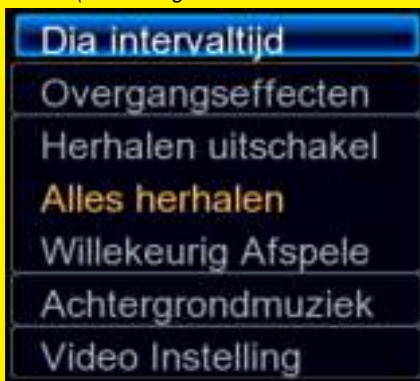 Dia intervaltijd
Overgangseffecten
Herhalen uitschakel
Alles herhalen
Willekeurig Afspele
Achtergrondmuziek
Video Instelling